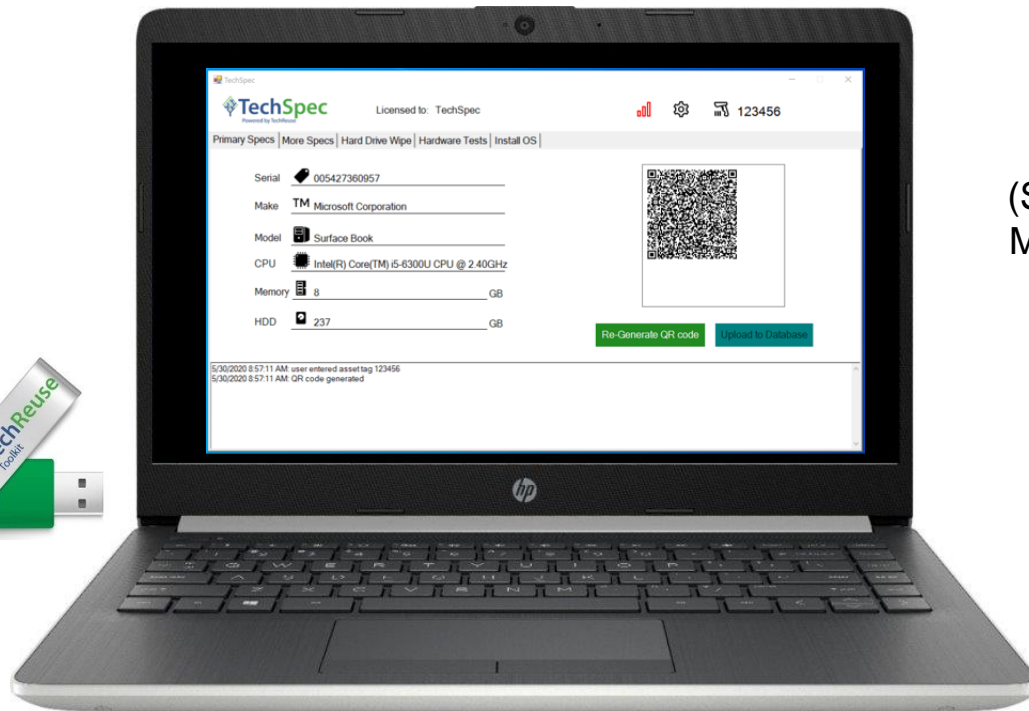 TechSpec
TechSpec
Powered by TechReuse
Licensed to: TechSpec
123456
Primary Specs More Specs Hard Drive Wipe Hardware Tests Install OS
Serial 005427360957
Make TM Microsoft Corporation
Model Surface Book
CPU Intel(R) Core(TM) i5-6300U CPU @ 2.40GHz
Memory 8 GB
HDD 237 GB
Re-Generate QR code Upload to Database
5/30/2020 8:57:11 AM: user entered asset tag 123456
5/30/2020 8:57:11 AM: QR code generated
(S
M
echReuse
Toolkit
hp